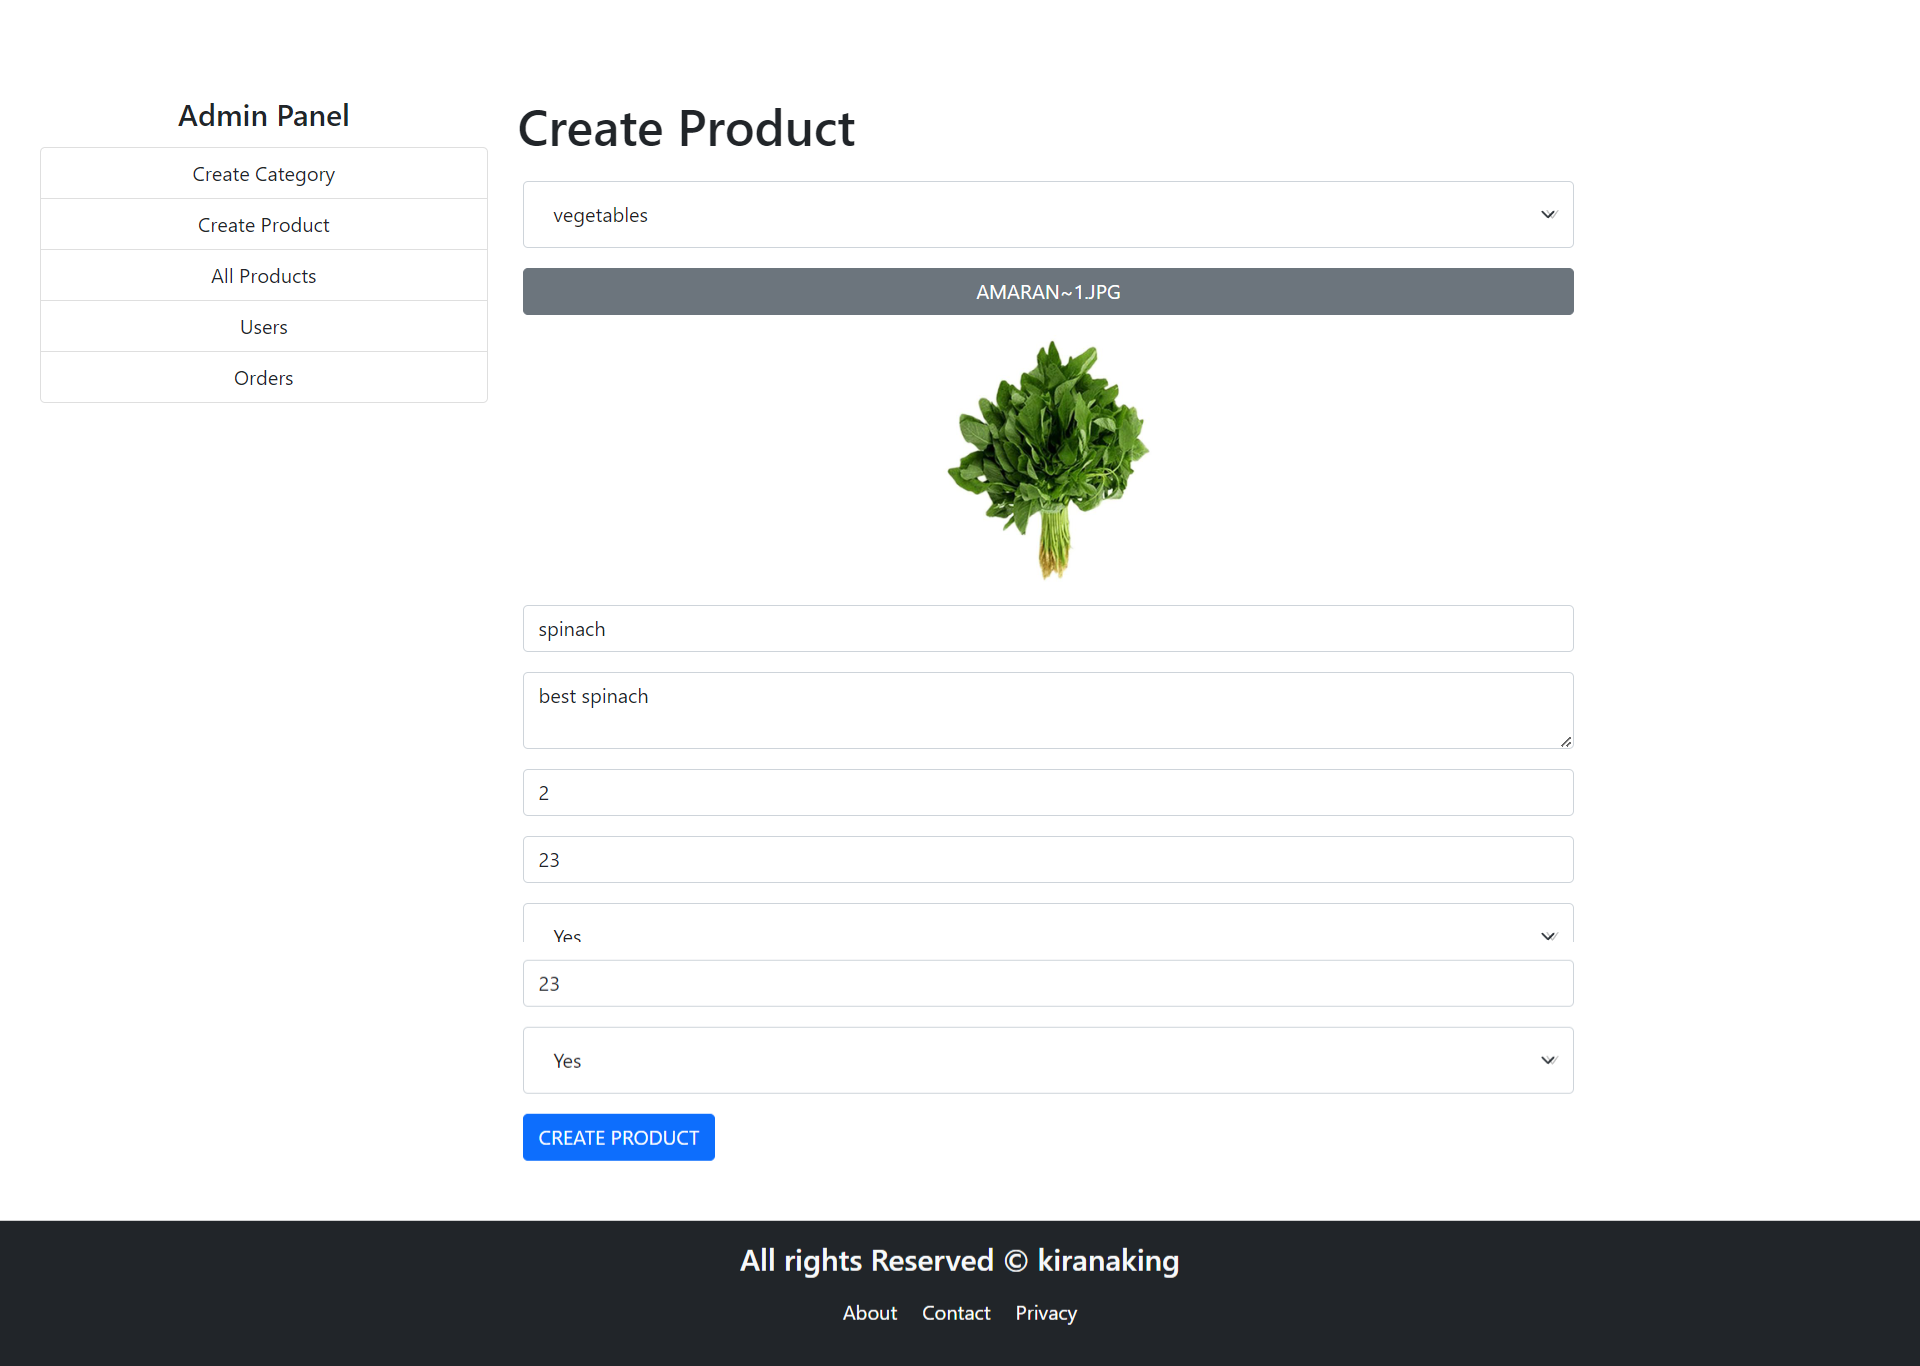 Admin Panel
Create Category
Create Product
All Products
Users
Orders
Create Product
vegetables
AMARAN~1.JPG
spinach
best spinach
2
23
Yes
23
Yes
CREATE PRODUCT
All rights Reserved © kiranaking
About Contact Privacy